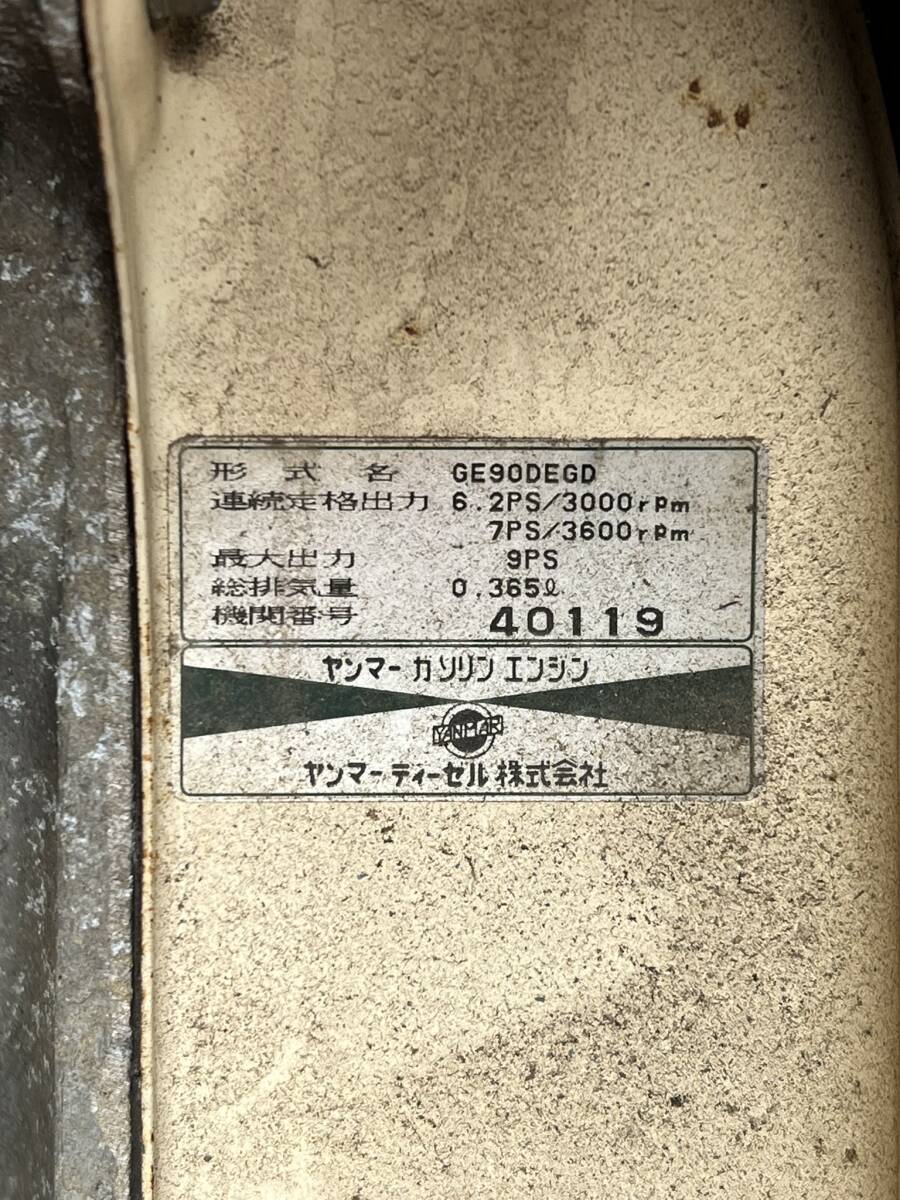 形式名 GE90DEGD
連続定格出力 6.2PS/3000rpm
7PS/3600rpm
最大出力 9PS
総排気量 0.365ℓ
機関番号 40119
ヤンマー ガソリン エンジン
YANMAR
ヤンマーディーゼル 株式会社